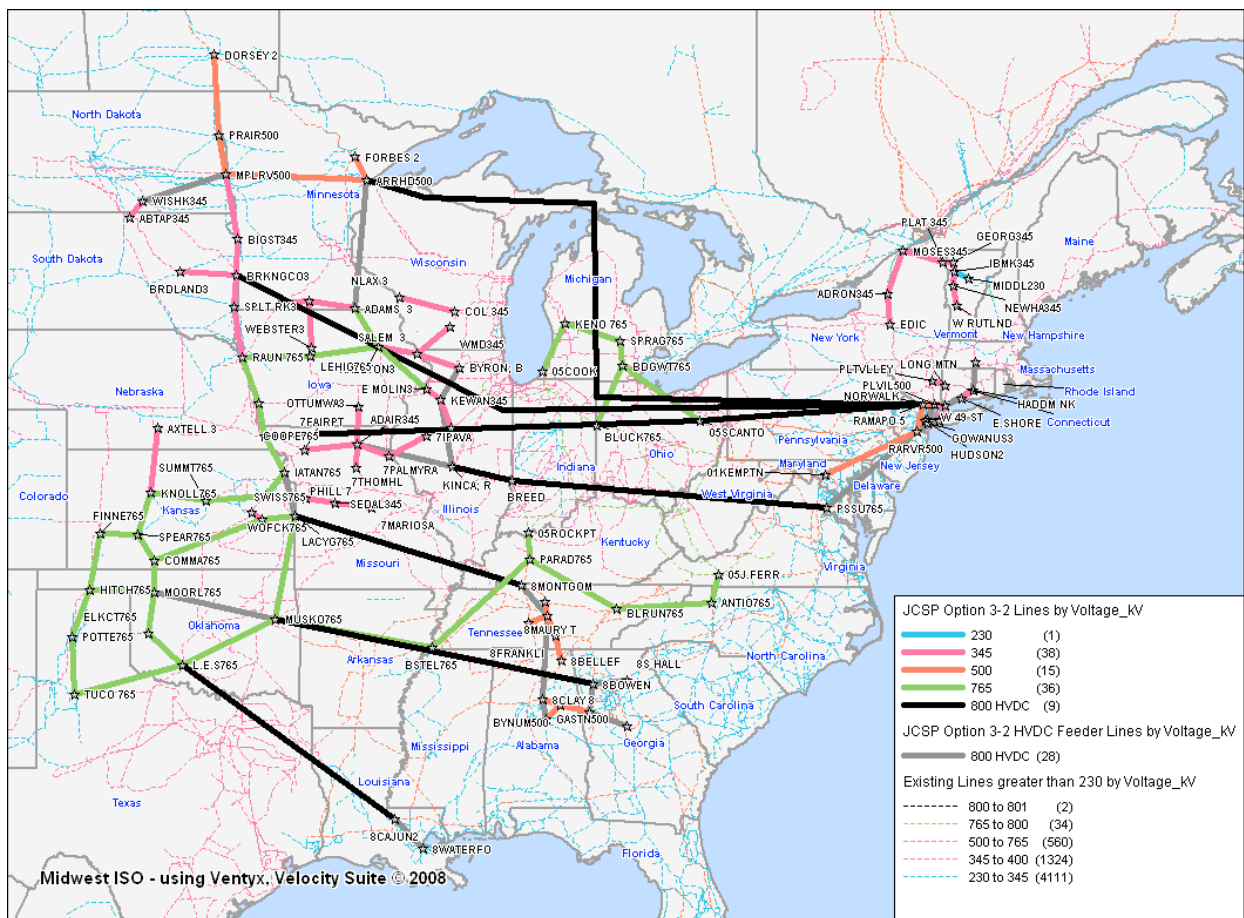 DORSEY 2
North Dakota
PRAIR500
FORBES 2
MPLRV500
ARRHD500
Minnesota
WISHK345
ABTAP345
PLAT 345
GEORG345
BIGST345
MOSES345
IBMK345
Maine
South Dakota
Wisconsin
BRKNGCO3
NLAX 3
Michigan
MIDDL230
BRDLAND3
ADRON345
NEWHA345
SPLT RK3
ADAMS 3
COL 345
W RUTLND
WEBSTER3
KENO 765
EDIC
Vermont
New Hampshire
SALEM 3
WMD345
SPRAG765
New York
RAUN 765
LEHIG765
ON3
BYRON; B
05COOK
BDGWT765
LONG MTN
PLTVLLEY
Massachusetts
Nebraska
Iowa
E MOLIN3
PLVIL500
Rhode Island
OTTUMWA3
ADAIR345
KEWAN345
NORWALK
HADDM NK
7FAIRPT
RAMAPO 5
W 49 ST
E.SHORE
Connecticut
AXTELL 3
COOPE765
7IPAVA
BLUCK765
05SCANTO
Pennsylvania
GOWANUS3
RARVR500
HUDSON2
SUMMT765
IATAN765
7PALMYRA
Indiana
Ohio
Maryland
New Jersey
7THOMHL
KINCA; R
01KEMPTN
Delaware
Colorado
KNOLL765
SWISS765
PHILL 7
SEDAL345
BREED
West Virginia
Kansas
Illinois
PSSU765
FINNE765
WOFCK765
7MARIOSA
SPEAR765
LACYG765
05ROCKPT
Kentucky
COMMA765
Missouri
PARAD765
Virginia
05J.FERR
HITCH765
MOORL765
8MONTGOM
ELKCT765
ANTIO765
POTTE765
Oklahoma
MUSKO765
BLRUN765
Tennessee
8MAURY T
Arkansas
8FRANKLI
North Carolina
L.E.S765
BSTEL765
8BELLEF
8S HALL
TUCO 765
8BOWEN
8CLAY 8
South Carolina
BYNUM500
GASTN500
Mississippi
Alabama
Georgia
Louisiana
Texas
8CAJUN2
8WATERFO
Florida
Midwest ISO - using Ventyx, Velocity Suite © 2008
JCSP Option 3-2 Lines by Voltage_kV
230 (1)
345 (38)
500 (15)
765 (36)
800 HVDC (9)
JCSP Option 3-2 HVDC Feeder Lines by Voltage_kV
800 HVDC (28)
Existing Lines greater than 230 by Voltage_kV
800 to 801 (2)
765 to 800 (34)
500 to 765 (560)
345 to 400 (1324)
230 to 345 (4111)